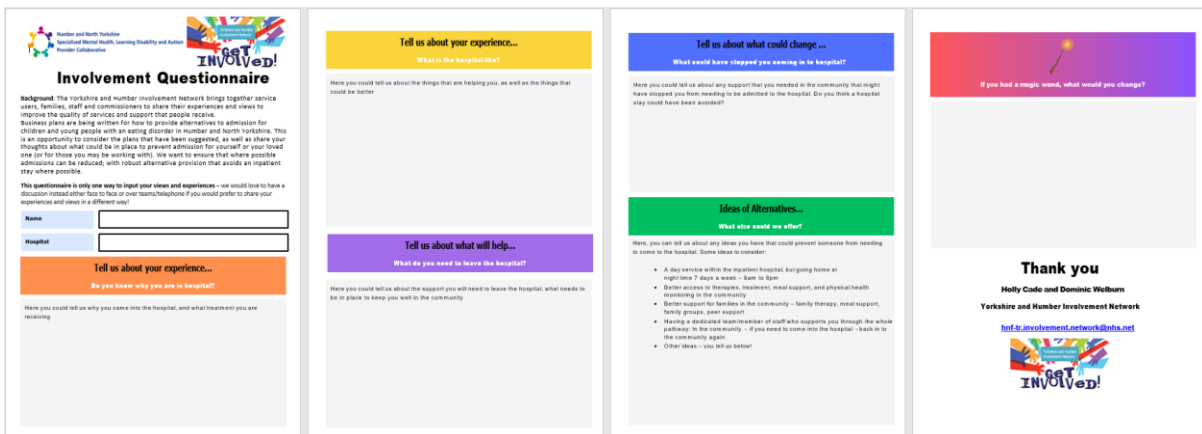 Humber and North Yorkshire
Specialised Mental Health, Learning Disability and Autism
Provider Collaborative
Yorkshire and Humber
Involvement Network
GET
INVOLVED!
Involvement Questionnaire
Background: The Yorkshire and Humber Involvement Network brings together service
users, families, staff and commissioners to share their experiences and views to
improve the quality of services and support that people receive.
Business plans are being written for how to provide alternatives to admission for
children and young people with an eating disorder in Humber and North Yorkshire. This
is an opportunity to consider the plans that have been suggested, as well as share your
thoughts about what could be in place to prevent admission for yourself or your loved
one (or for those you may be working with). We want to ensure that where possible
admissions can be reduced; with robust alternative provision that avoids an inpatient
stay where possible.
This questionnaire is only one way to input your views and experiences – we would love to have a
discussion instead either face to face or over teams/telephone if you would prefer to share your
experiences and views in a different way!
Name
Hospital
Tell us about your experience...
Do you know why you are in hospital?
Here you could tell us why you came into the hospital, and what treatment you are
receiving
Tell us about your experience...
What is the hospital like?
Here you could tell us about the things that are helping you, as well as the things that
could be better
Tell us about what will help...
What do you need to leave the hospital?
Here you could tell us about the support you will need to leave the hospital, what needs to
be in place to keep you well in the community
Tell us about what could change ...
What could have stopped you coming in to hospital?
Here you could tell us about any support that you needed in the community that might
have stopped you from needing to be admitted to the hospital. Do you think a hospital
stay could have been avoided?
Ideas of Alternatives...
What else could we offer?
Here, you can tell us about any ideas you have that could prevent someone from needing
to come to the hospital. Some ideas to consider:
• A day service within the inpatient hospital, but going home at
night time 7 days a week – 8am to 8pm
• Better access to therapies, treatment, meal support, and physical health
monitoring in the community
• Better support for families in the community – family therapy, meal support,
family groups, peer support
• Having a dedicated team/member of staff who supports you through the whole
pathway: In the community – if you need to come into the hospital - back in to
the community again
• Other ideas – you tell us below!
If you had a magic wand, what would you change?
Thank you
Holly Cade and Dominic Welburn
Yorkshire and Humber Involvement Network
hnf-tr.involvement.network@nhs.net
Yorkshire and Humber
Involvement Network
GET
INVOLVED!